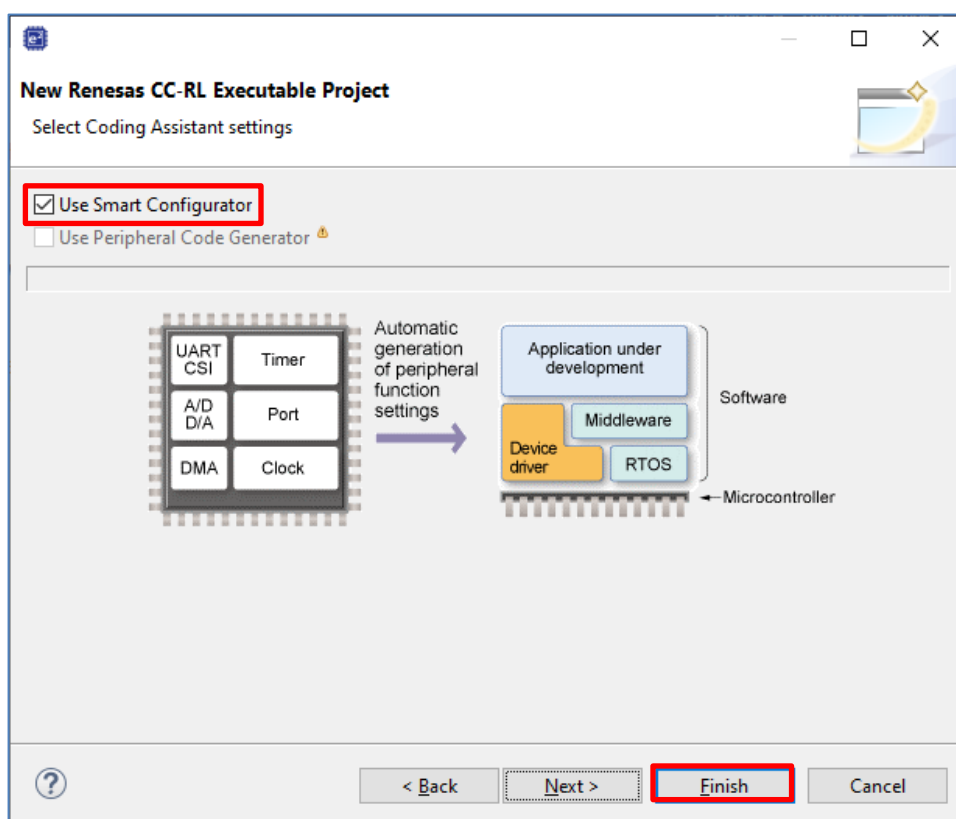 New Renesas CC-RL Executable Project
Select Coding Assistant settings
Use Smart Configurator
Use Peripheral Code Generator
UART
CSI
Timer
A/D
D/A
Port
DMA
Clock
Automatic
generation
of peripheral
function
settings
Application under
development
Middleware
Device
driver
RTOS
Software
Microcontroller
< Back
Next >
Finish
Cancel